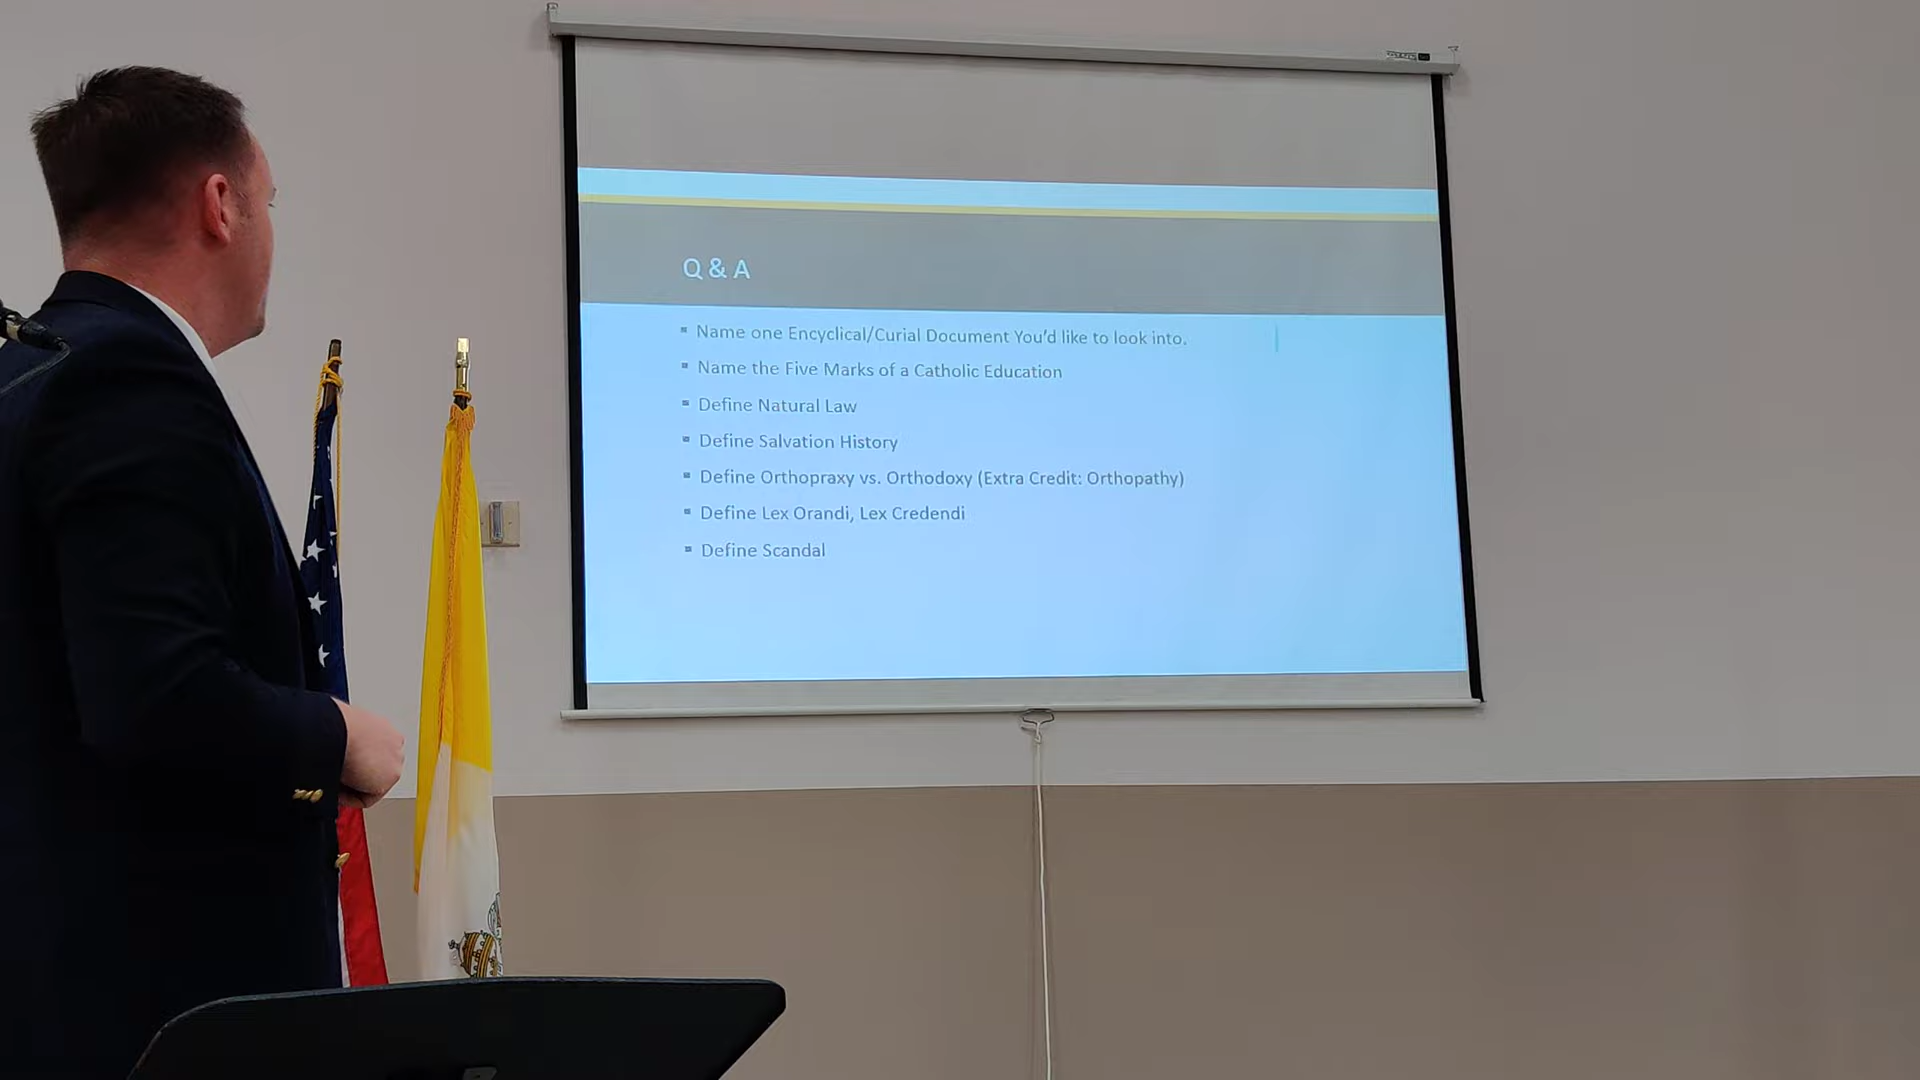 Q & A
▪ Name one Encyclical/Curial Document You'd like to look into.
▪ Name the Five Marks of a Catholic Education
▪ Define Natural Law
▪ Define Salvation History
▪ Define Orthopraxy vs. Orthodoxy (Extra Credit: Orthopathy)
▪ Define Lex Orandi, Lex Credendi
▪ Define Scandal